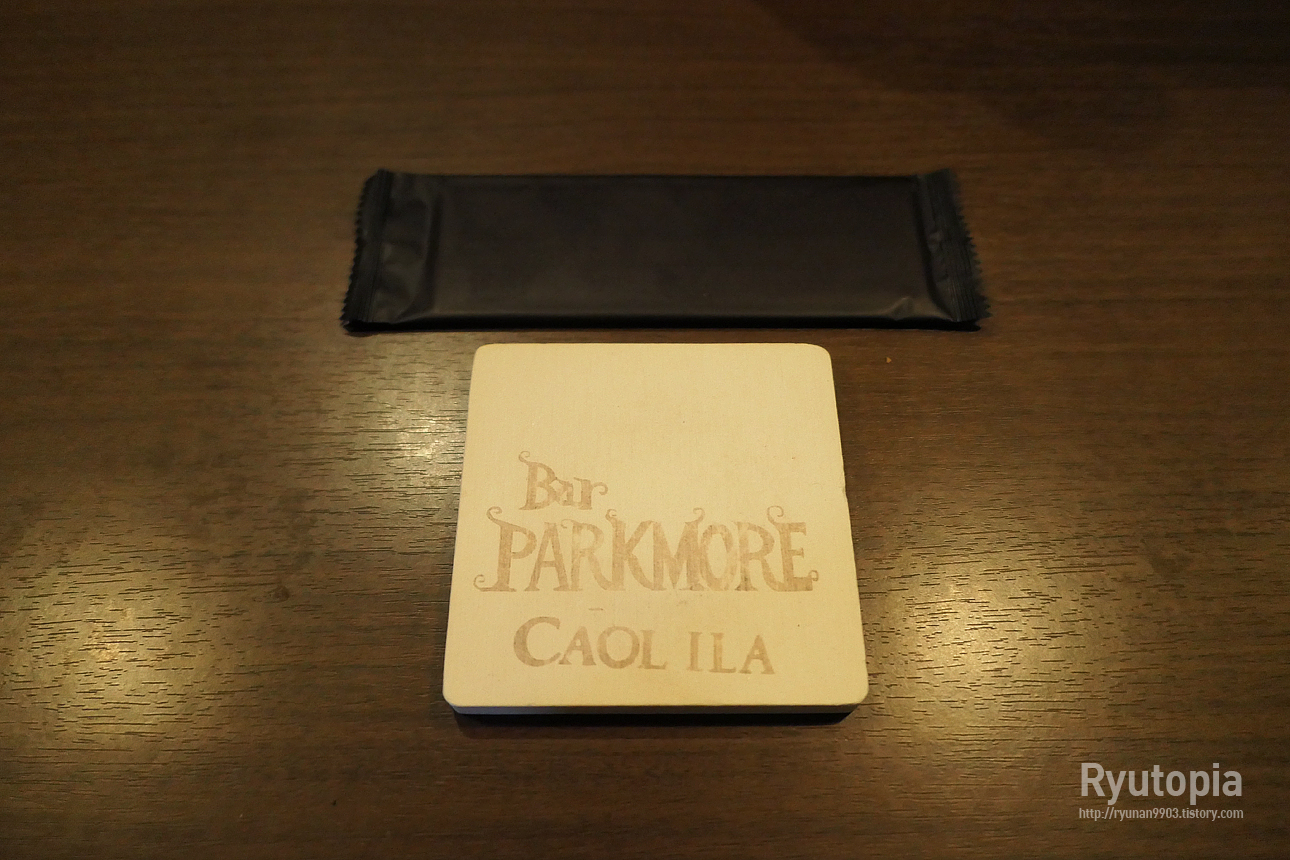 Bar
PARKMORE
CAOL ILA
Ryutopia
http://ryunan9903.tistory.com